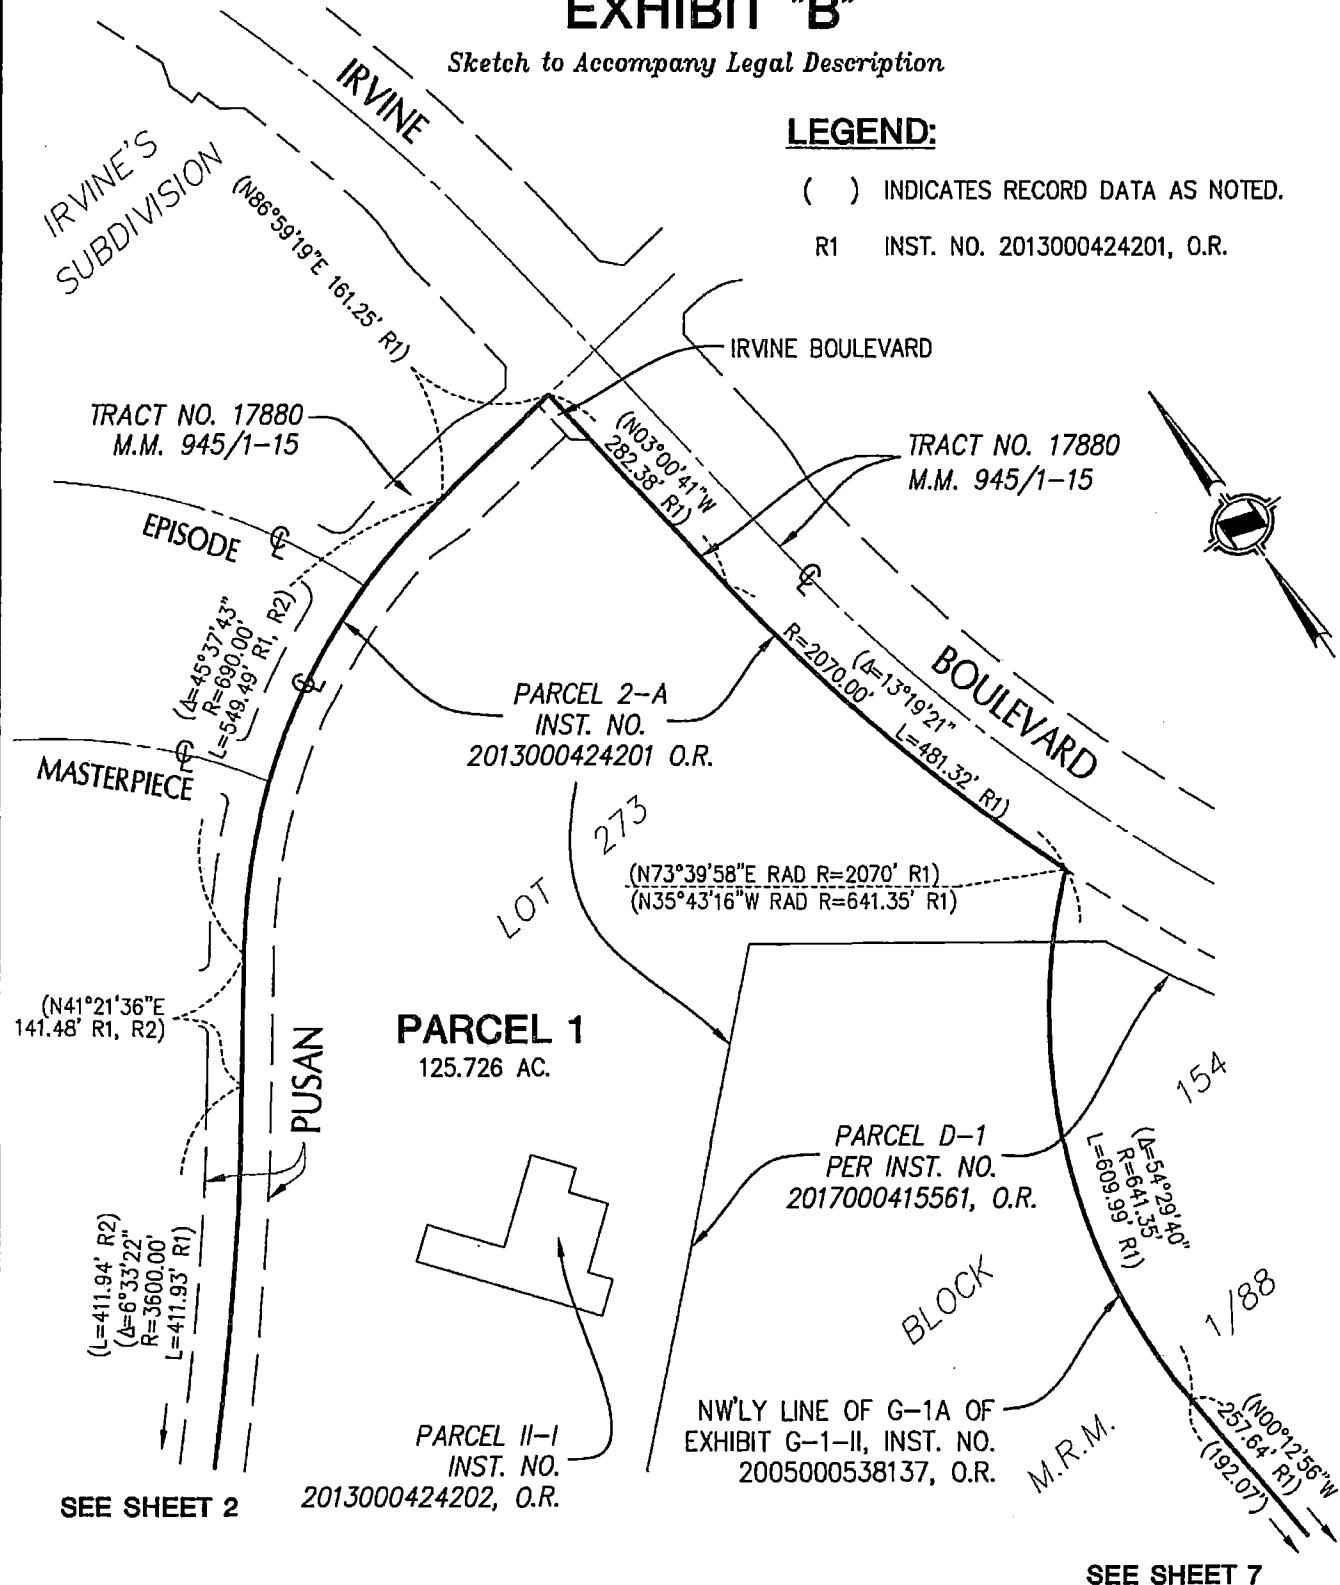 EXHIBIT "B"
Sketch to Accompany Legal Description
LEGEND:
( ) INDICATES RECORD DATA AS NOTED.
R1 INST. NO. 2013000424201, O.R.
IRVINE
IRVINE'S
SUBDIVISION
(N86°59'19"E 161.25' R1)
IRVINE BOULEVARD
TRACT NO. 17880
M.M. 945/1-15
(N03°00'41"W
282.38' R1)
TRACT NO. 17880
M.M. 945/1-15
EPISODE
℄
℄
(Δ=45°37'43"
R=690.00'
L=549.49' R1, R2)
℄
PARCEL 2-A
INST. NO.
2013000424201 O.R.
R=2070.00'
(Δ=13°19'21"
L=481.32' R1)
BOULEVARD
MASTERPIECE
℄
LOT 273
(N73°39'58"E RAD R=2070' R1)
(N35°43'16"W RAD R=641.35' R1)
(N41°21'36"E
141.48' R1, R2)
PUSAN
PARCEL 1
125.726 AC.
154
PARCEL D-1
PER INST. NO.
2017000415561, O.R.
(Δ=54°29'40"
R=641.35'
L=609.99' R1)
(L=411.94' R2)
(Δ=6°33'22"
R=3600.00'
L=411.93' R1)
BLOCK
1/88
PARCEL II-I
INST. NO.
2013000424202, O.R.
NW'LY LINE OF G-1A OF
EXHIBIT G-1-II, INST. NO.
2005000538137, O.R.
M.R.M.
(N00°12'56"W
257.64' R1)
(192.07')
SEE SHEET 2
SEE SHEET 7